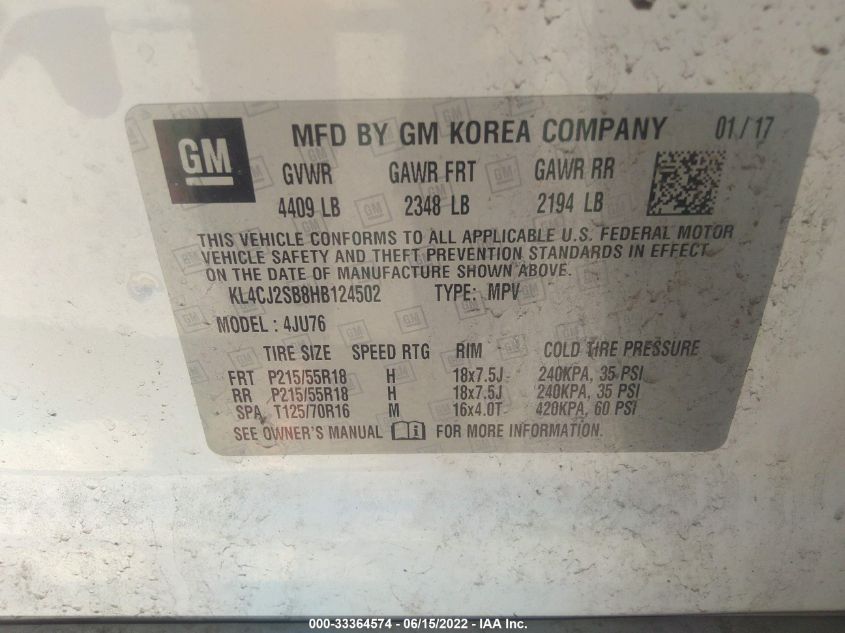 GM MFD BY GM KOREA COMPANY 01/17
GVWR GAWR FRT GAWR RR
4409 LB 2348 LB 2194 LB
THIS VEHICLE CONFORMS TO ALL APPLICABLE U.S. FEDERAL MOTOR
VEHICLE SAFETY AND THEFT PREVENTION STANDARDS IN EFFECT
ON THE DATE OF MANUFACTURE SHOWN ABOVE.
KL4CJ2SB8HB124502 TYPE: MPV
MODEL : 4JU76
TIRE SIZE SPEED RTG RIM COLD TIRE PRESSURE
FRT P215/55R18 H 18x7.5J 240KPA, 35 PSI
RR P215/55R18 H 18x7.5J 240KPA, 35 PSI
SPA T125/70R16 M 16x4.0T 420KPA, 60 PSI
SEE OWNER'S MANUAL i FOR MORE INFORMATION.
000-33364574 - 06/15/2022 - IAA Inc.